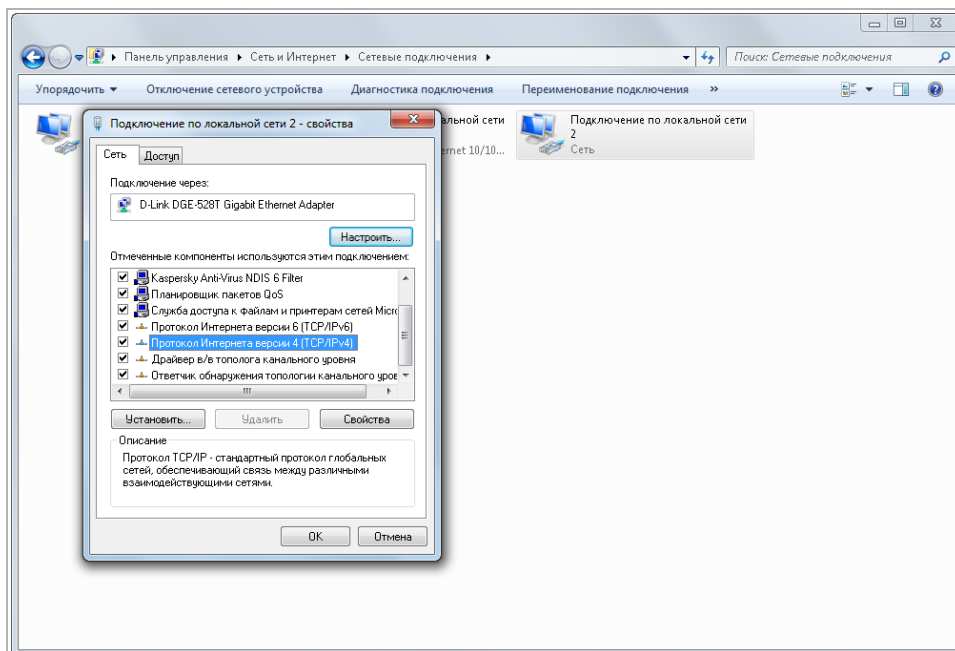 Панель управления ▸ Сеть и Интернет ▸ Сетевые подключения ▸
Поиск: Сетевые подключения
Упорядочить
Отключение сетевого устройства
Диагностика подключения
Переименование подключения
»
Подключение по локальной сети 2 - свойства
альной сети
ernet 10/10...
Подключение по локальной сети
2
Сеть
Сеть
Доступ
Подключение через:
D-Link DGE-528T Gigabit Ethernet Adapter
Настроить...
Отмеченные компоненты используются этим подключением:
Kaspersky Anti-Virus NDIS 6 Filter
Планировщик пакетов QoS
Служба доступа к файлам и принтерам сетей Micro
Протокол Интернета версии 6 (TCP/IPv6)
Протокол Интернета версии 4 (TCP/IPv4)
Драйвер в/в тополога канального уровня
Ответчик обнаружения топологии канального уров
Установить...
Удалить
Свойства
Описание
Протокол TCP/IP - стандартный протокол глобальных
сетей, обеспечивающий связь между различными
взаимодействующими сетями.
OK
Отмена